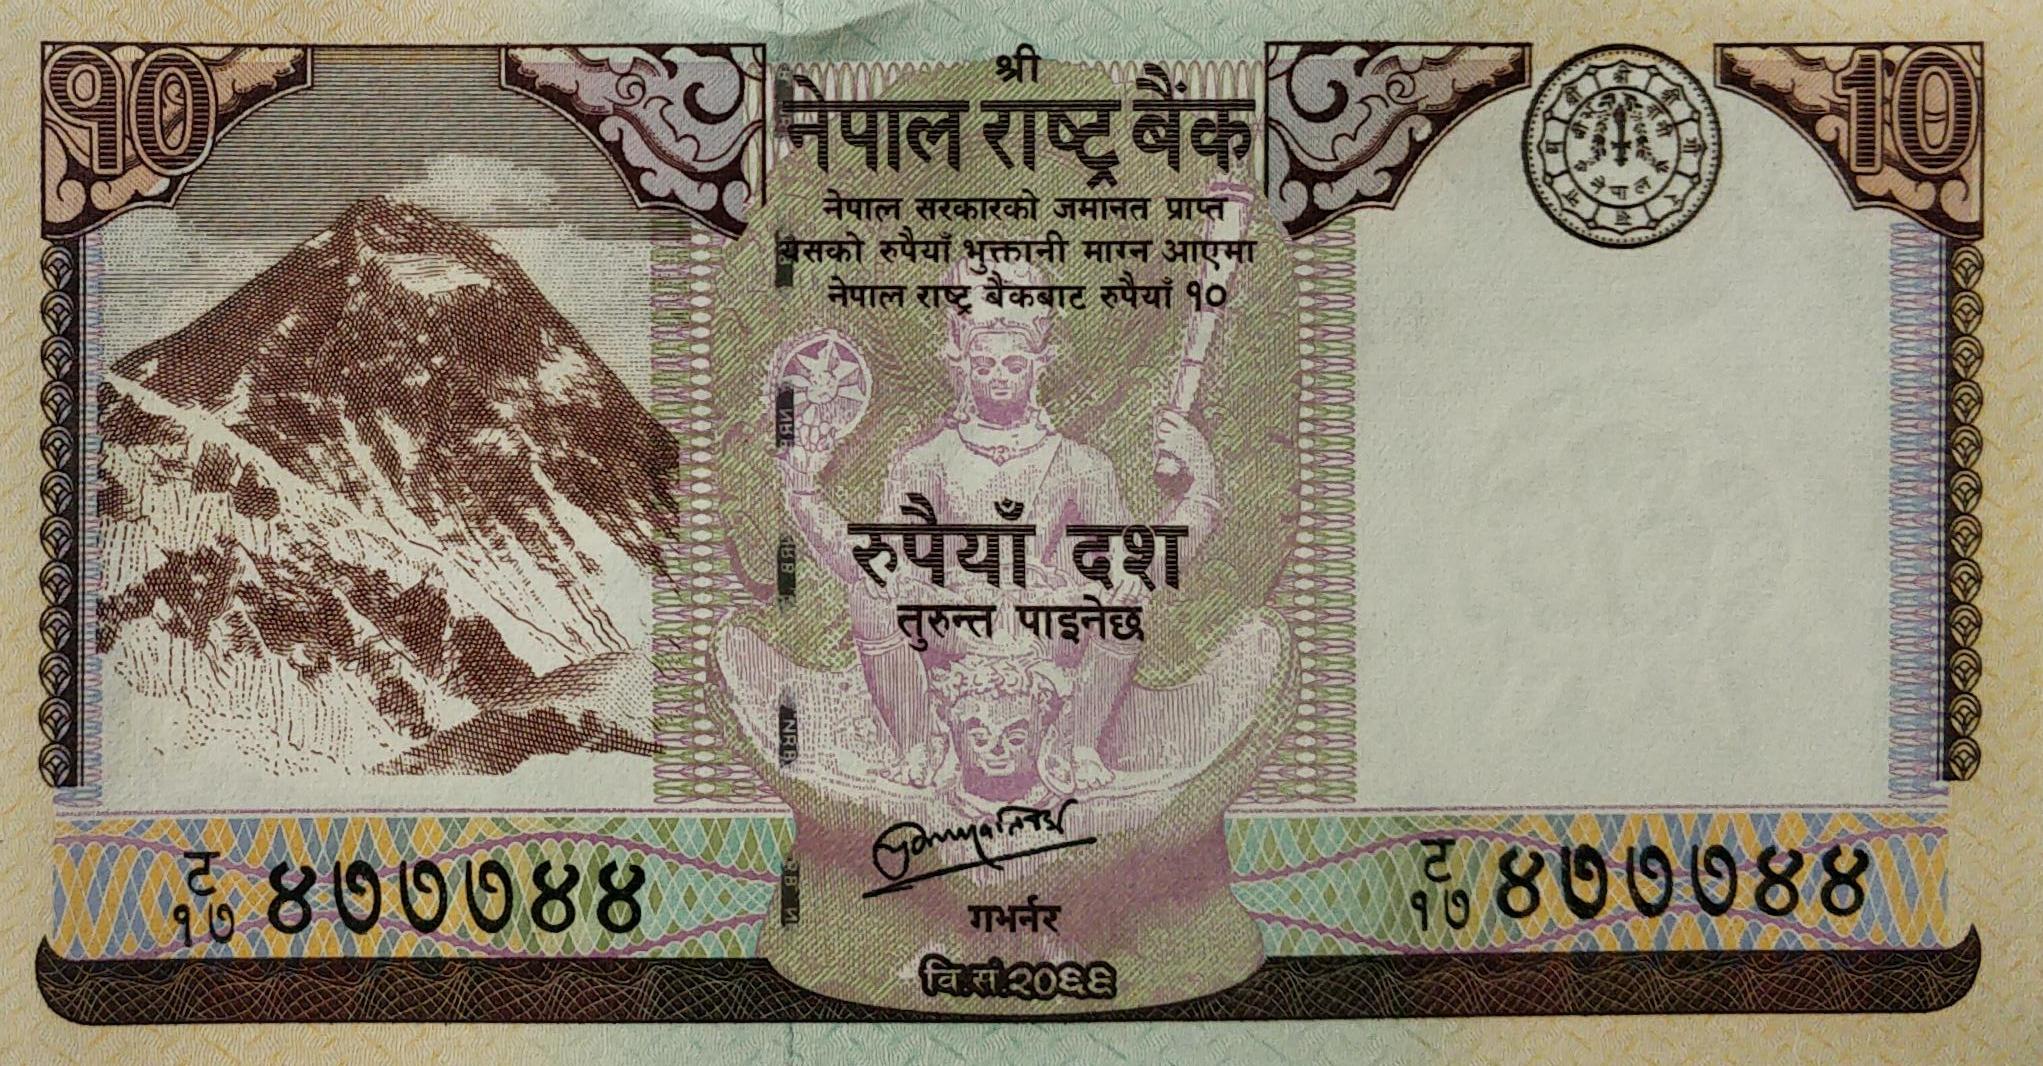 १०
श्री
10
नेपाल राष्ट्र बैंक
नेपाल सरकारको जमानत प्राप्त
यसको रुपैयाँ भुक्तानी माग्न आएमा
नेपाल राष्ट्र बैंकबाट रुपैयाँ १०
नेपाल
रुपैयाँ दश
तुरुन्त पाइनेछ
NRB
ट
१७ ४७७७४४
गभर्नर
ट
१७ ४७७७४४
वि.सं.२०६६